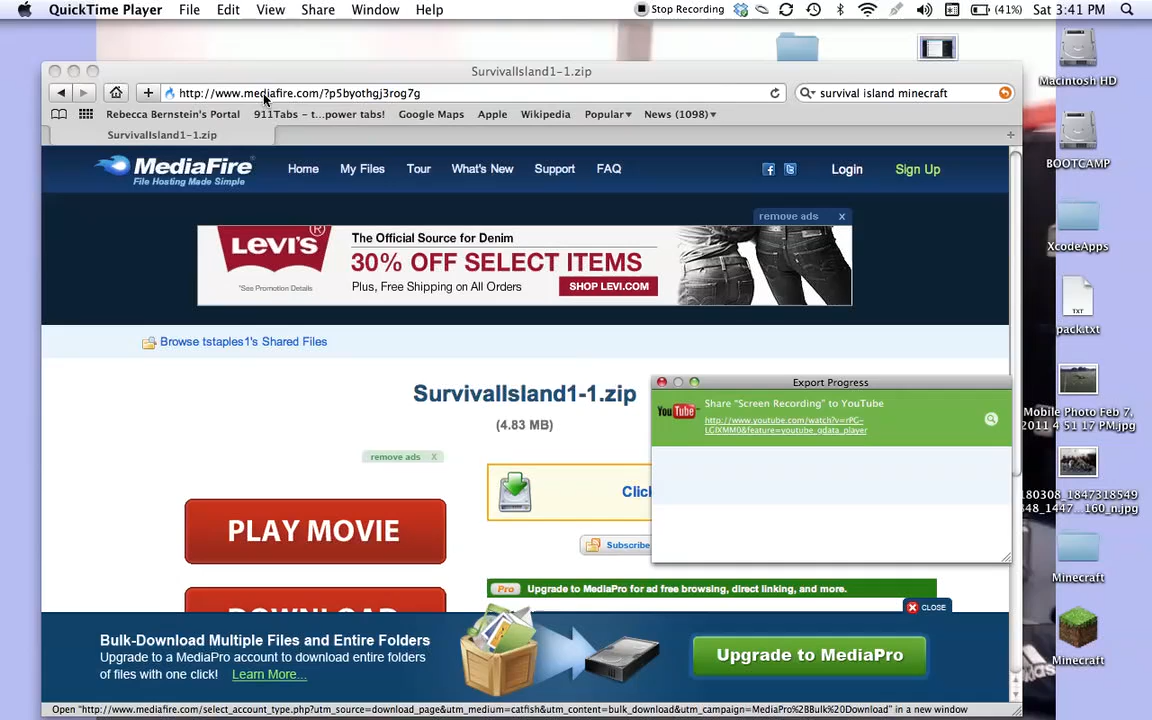 QuickTime Player File Edit View Share Window Help Stop Recording (41%) Sat 3:41 PM
SurvivalIsland1-1.zip
http://www.mediafire.com/?p5byothgj3rog7g survival island minecraft
Rebecca Bernstein's Portal 911Tabs – t...power tabs! Google Maps Apple Wikipedia Popular News (1098)
SurvivalIsland1-1.zip
MediaFire
File Hosting Made Simple
Home My Files Tour What's New Support FAQ Login Sign Up
remove ads X
LEVI'S®
*See Promotion Details
The Official Source for Denim
30% OFF SELECT ITEMS
Plus, Free Shipping on All Orders SHOP LEVI.COM
Browse tstaples1's Shared Files
SurvivalIsland1-1.zip
(4.83 MB)
remove ads X
Click
Subscribe
PLAY MOVIE
DOWNLOAD
Pro Upgrade to MediaPro for ad free browsing, direct linking, and more.
Export Progress
YouTube
Share "Screen Recording" to YouTube
http://www.youtube.com/watch?v=rPG-
LCIXMM0&feature=youtube_gdata_player
CLOSE
Bulk-Download Multiple Files and Entire Folders
Upgrade to a MediaPro account to download entire folders
of files with one click! Learn More...
Upgrade to MediaPro
Open "http://www.mediafire.com/select_account_type.php?utm_source=download_page&utm_medium=catfish&utm_content=bulk_download&utm_campaign=MediaPro%2BBulk%20Download" in a new window
Macintosh HD
BOOTCAMP
XcodeApps
TXT
pack.txt
Mobile Photo Feb 7,
2011 4 51 17 PM.jpg
180308_1847318549
848_1447...160_n.jpg
Minecraft
Minecraft